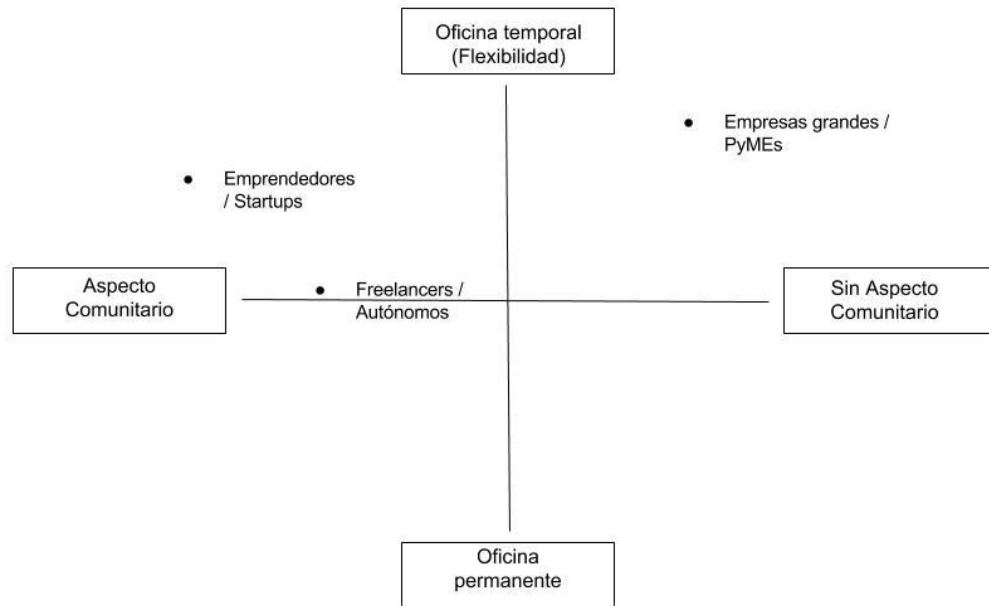 Oficina temporal
(Flexibilidad)
Empresas grandes /
PyMEs
Emprendedores
/ Startups
Aspecto
Comunitario
Freelancers /
Autónomos
Sin Aspecto
Comunitario
Oficina
permanente